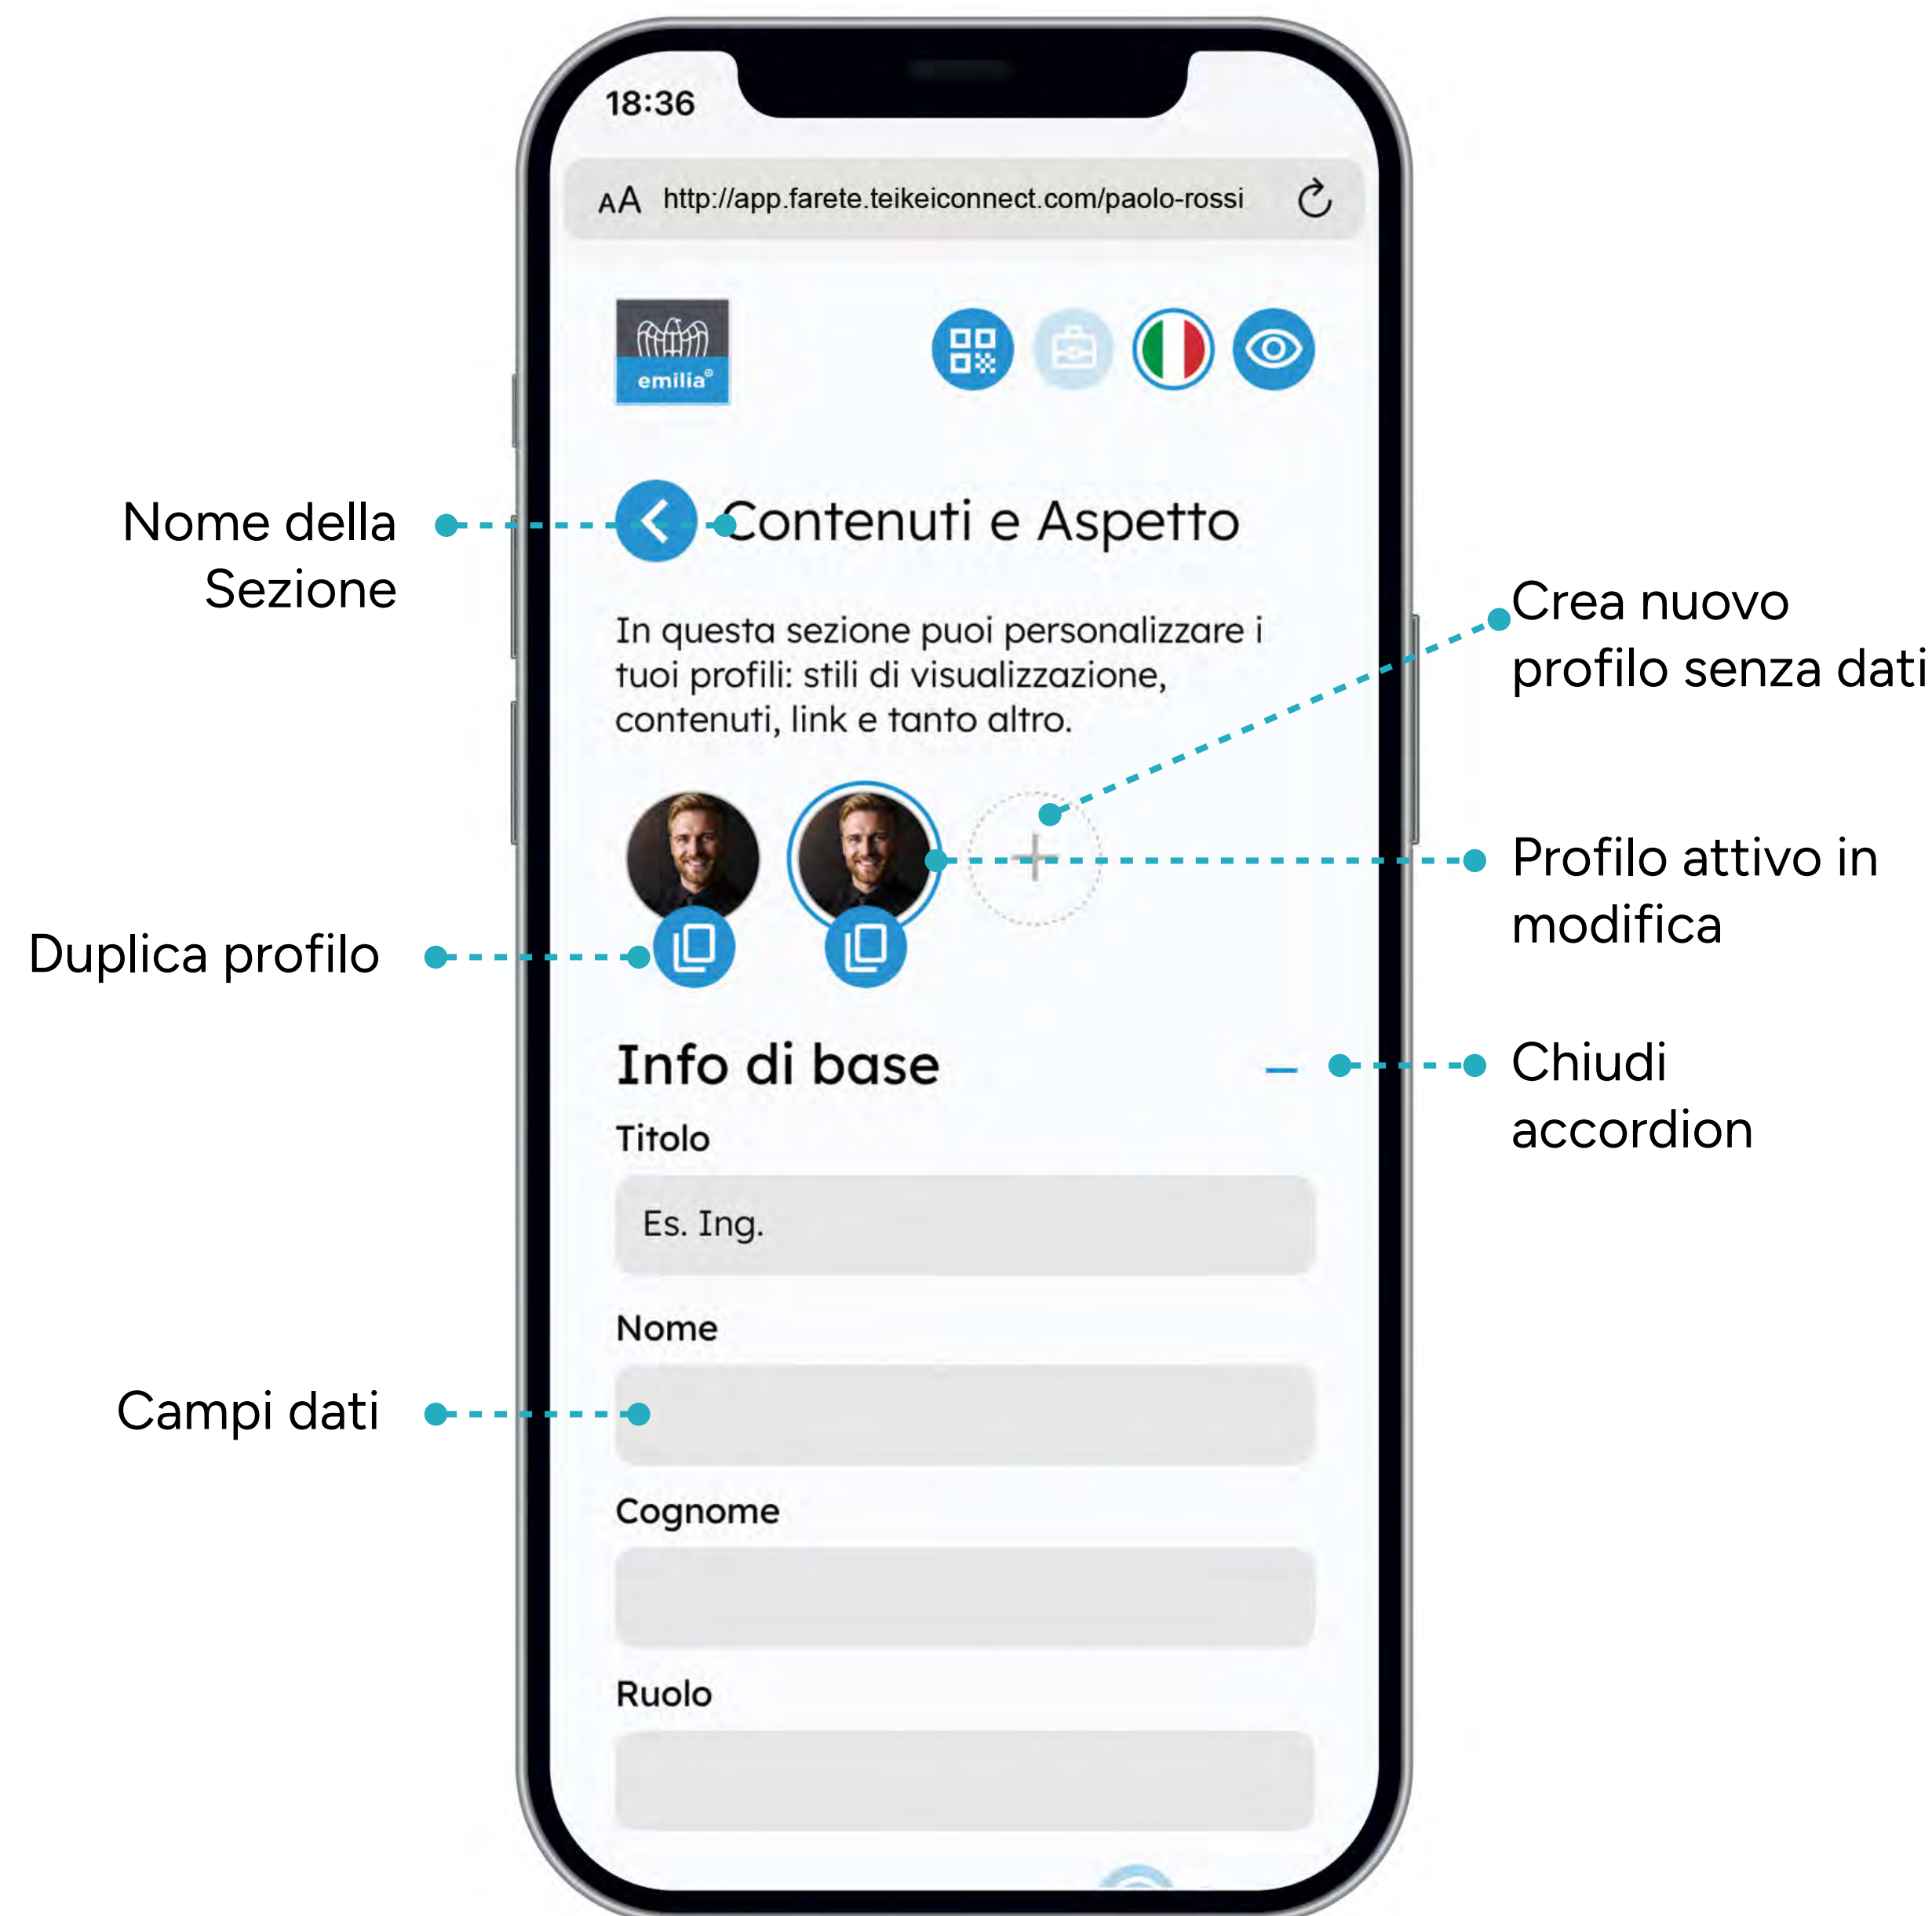 18:36
AA http://app.farete.teikeiconnect.com/paolo-rossi
emilia®
Nome della
Sezione
Contenuti e Aspetto
In questa sezione puoi personalizzare i
tuoi profili: stili di visualizzazione,
contenuti, link e tanto altro.
Crea nuovo
profilo senza dati
Profilo attivo in
modifica
Duplica profilo
Info di base
Chiudi
accordion
Titolo
Es. Ing.
Nome
Campi dati
Cognome
Ruolo